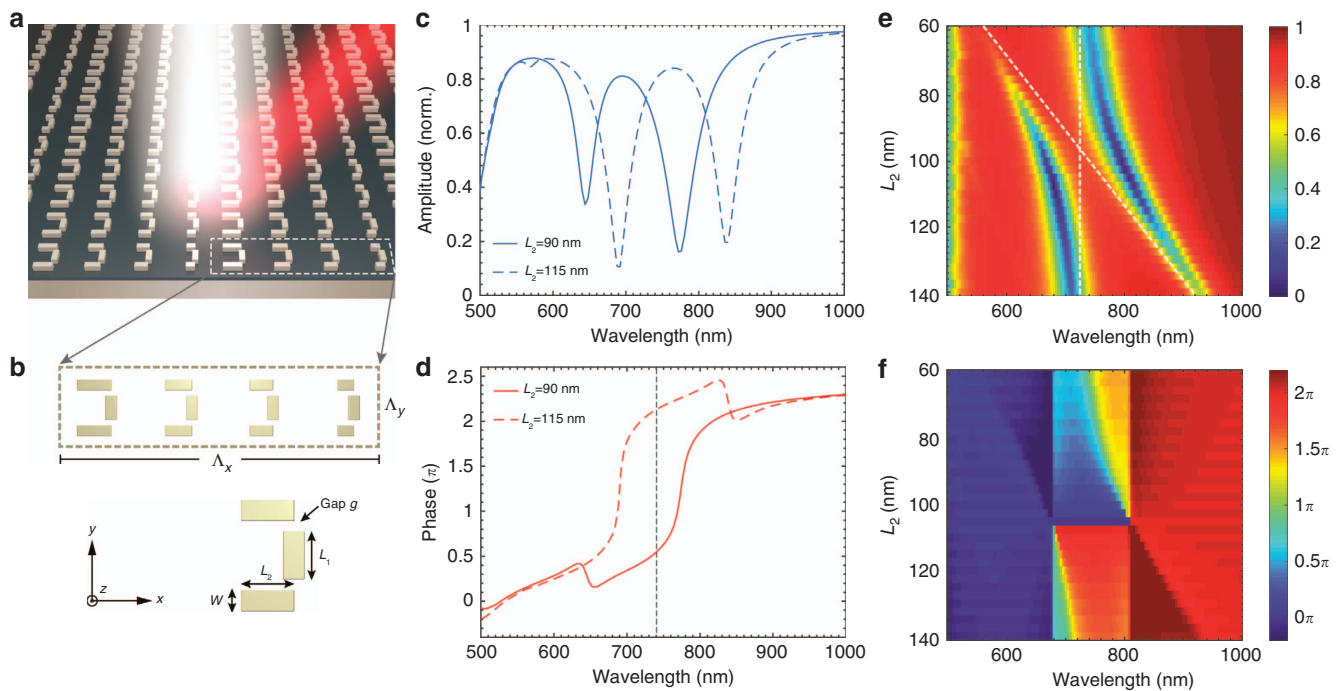 a
b
Λx
Λy
Gap g
L1
L2
W
y
z
x
c
Amplitude (norm.)
1
0.8
0.6
0.4
0.2
0
L2=90 nm
L2=115 nm
500 600 700 800 900 1000
Wavelength (nm)
d
Phase (π)
2.5
2
1.5
1
0.5
0
L2=90 nm
L2=115 nm
500 600 700 800 900 1000
Wavelength (nm)
e
L2 (nm)
60
80
100
120
140
600 800 1000
Wavelength (nm)
1
0.8
0.6
0.4
0.2
0
f
L2 (nm)
60
80
100
120
140
600 800 1000
Wavelength (nm)
2π
1.5π
1π
0.5π
0π